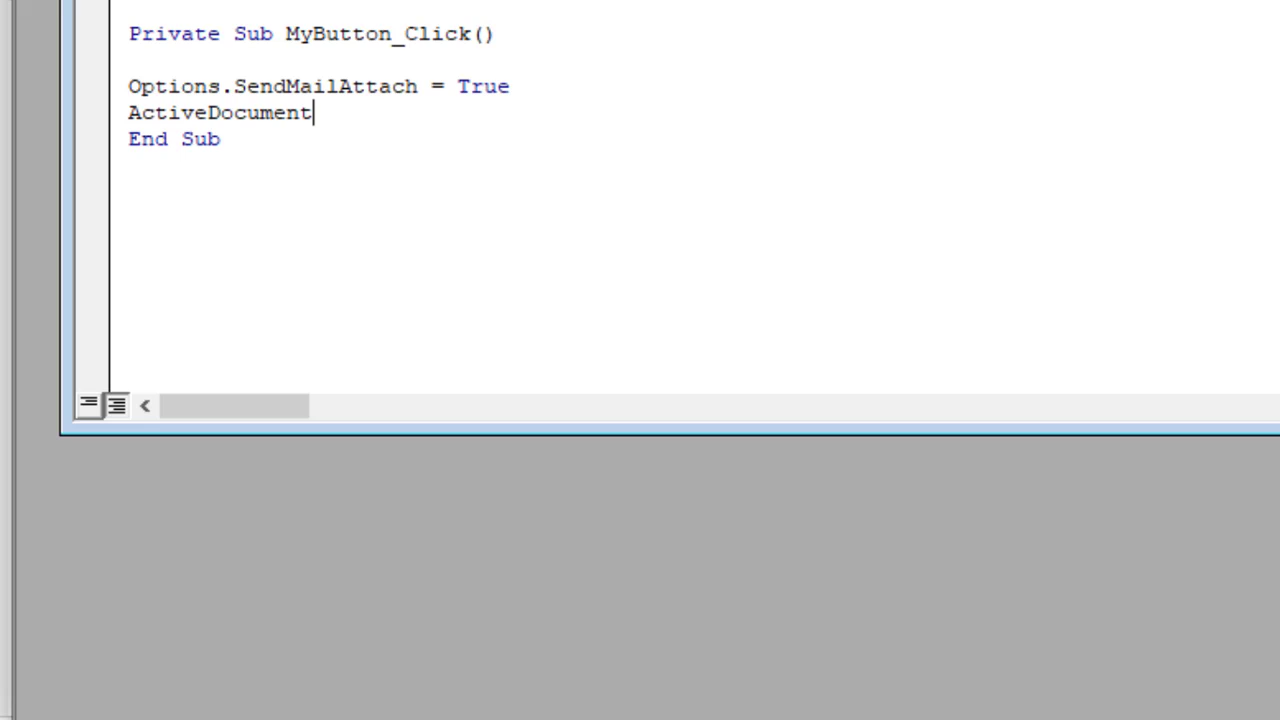 Private Sub MyButton_Click()
Options.SendMailAttach = True
ActiveDocument
End Sub